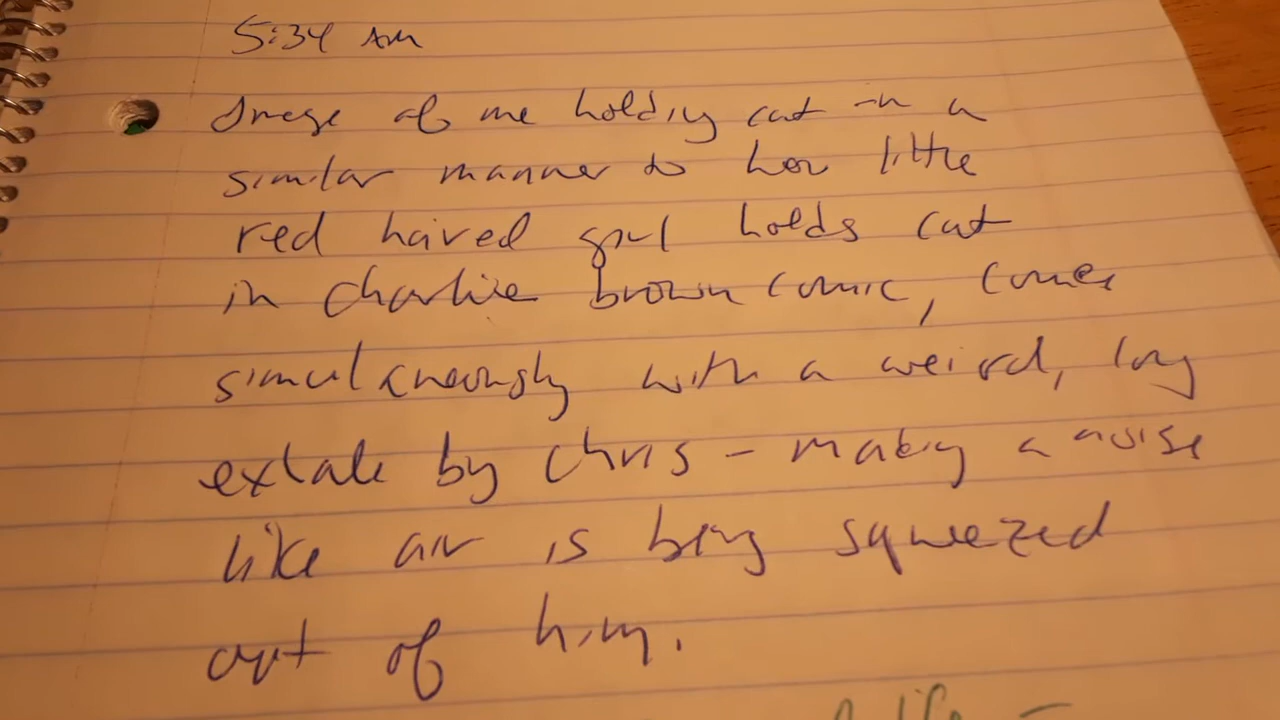 5:34 AM
Image of me holding cat in a
similar manner to how little
red haired girl holds cat
in Charlie brown comic, comes
simultaneously with a weird, long
exhale by Chris - making a noise
like air is being squeezed
out of him.
life -